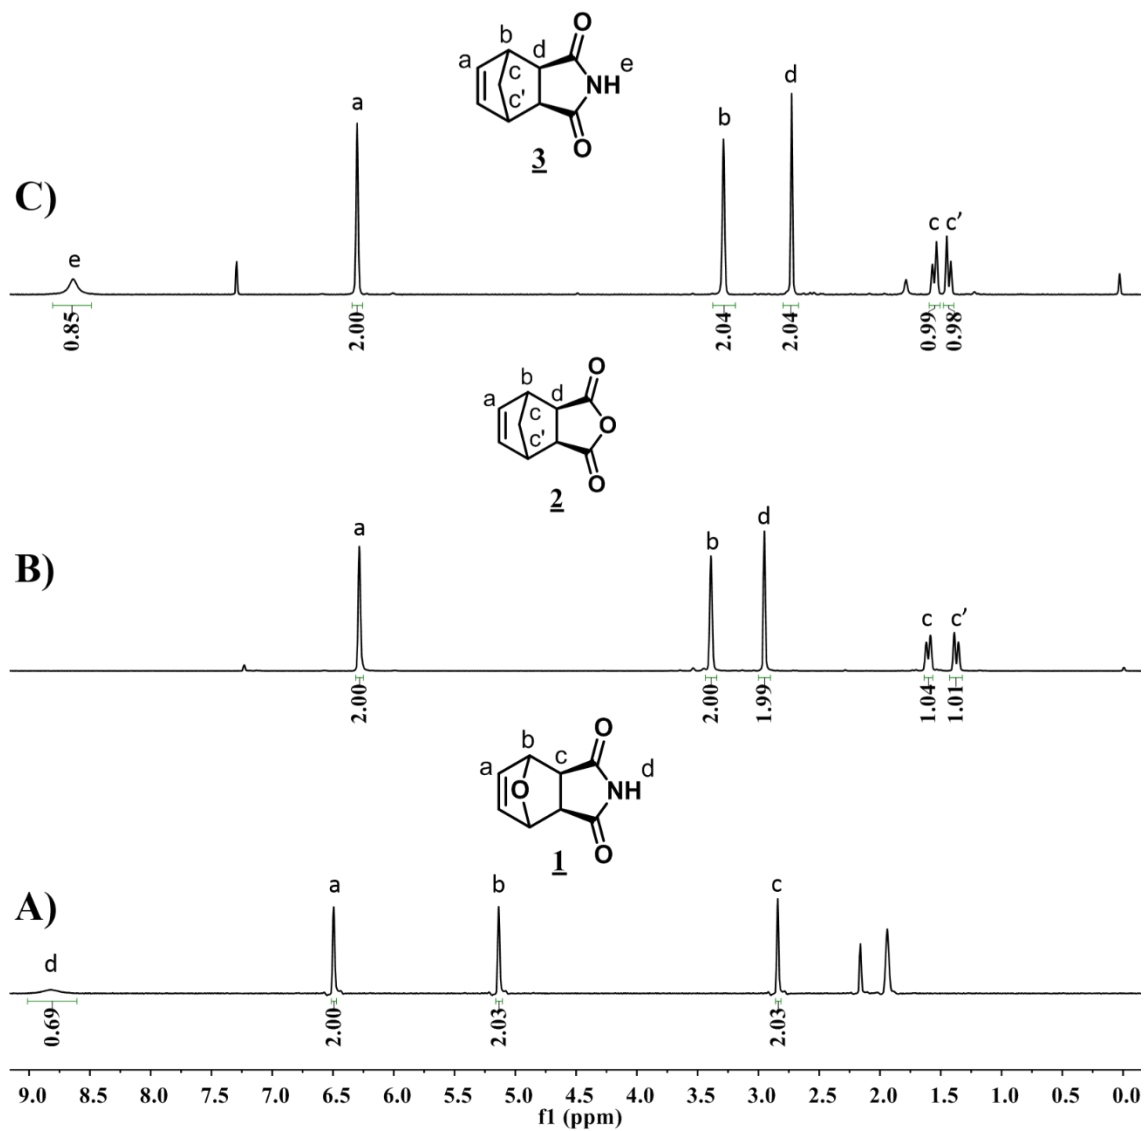 O
b
d
a
c
NH
e
c'
O
3
a
b
d
C)
e
c
c’
0.85
2.00
2.04
2.04
0.99
0.98
O
b
d
a
c
O
c'
O
2
a
b
d
B)
c
c’
2.00
2.00
1.99
1.04
1.01
O
b
c
d
a
O
NH
O
1
a
b
c
A)
d
0.69
2.00
2.03
2.03
9.0 8.5 8.0 7.5 7.0 6.5 6.0 5.5 5.0 4.5 4.0 3.5 3.0 2.5 2.0 1.5 1.0 0.5 0.0
f1 (ppm)